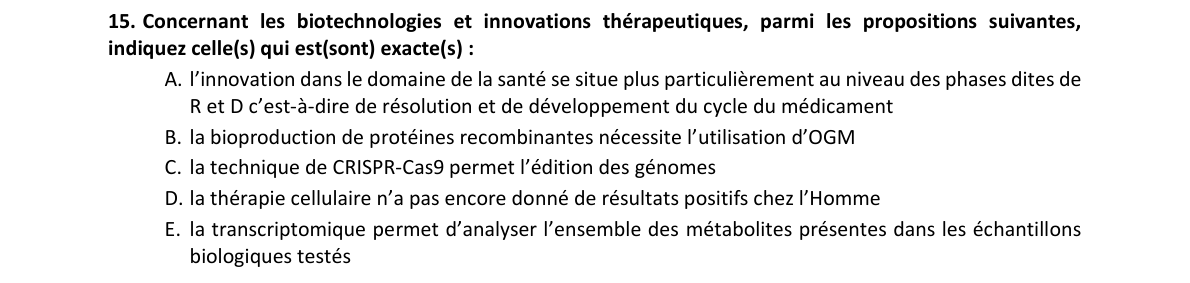 15. Concernant les biotechnologies et innovations thérapeutiques, parmi les propositions suivantes,
indiquez celle(s) qui est(sont) exacte(s) :
A. l’innovation dans le domaine de la santé se situe plus particulièrement au niveau des phases dites de
R et D c’est-à-dire de résolution et de développement du cycle du médicament
B. la bioproduction de protéines recombinantes nécessite l’utilisation d’OGM
C. la technique de CRISPR-Cas9 permet l’édition des génomes
D. la thérapie cellulaire n’a pas encore donné de résultats positifs chez l’Homme
E. la transcriptomique permet d’analyser l’ensemble des métabolites présentes dans les échantillons
biologiques testés